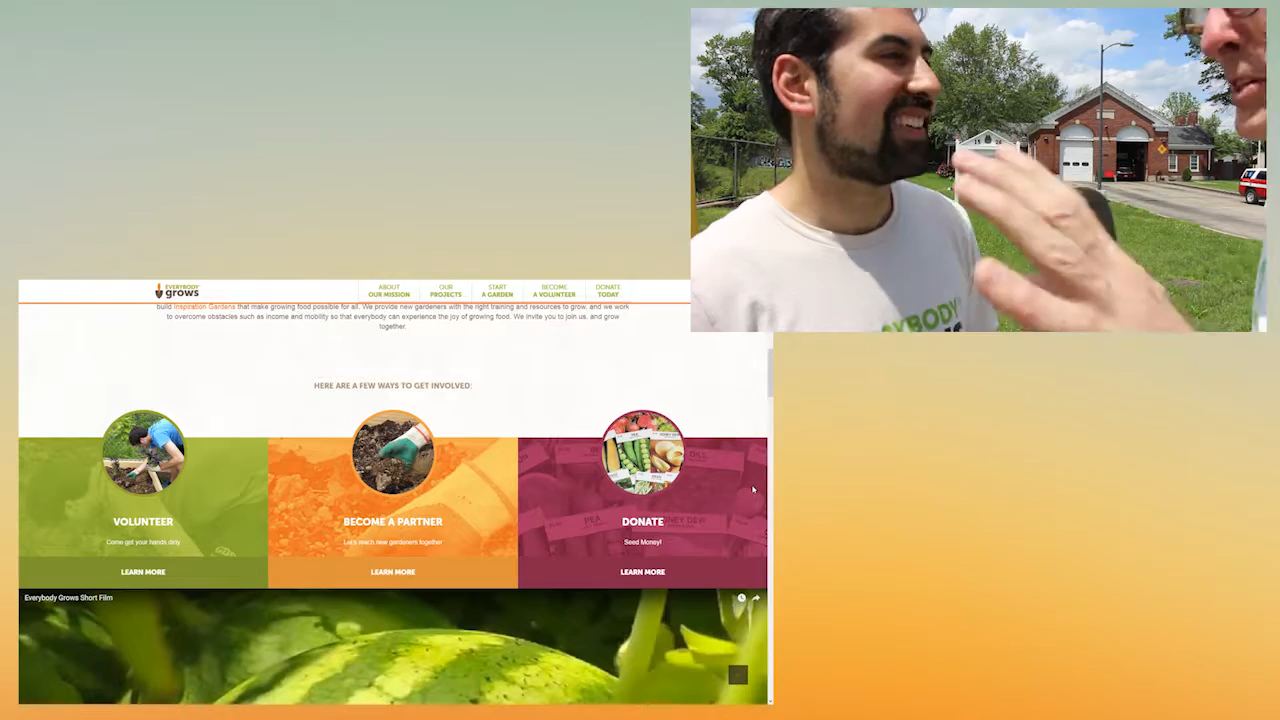 EVERYBODY
grows
ABOUT
OUR MISSION
OUR
PROJECTS
START
A GARDEN
BECOME
A VOLUNTEER
DONATE
TODAY
build Inspiration Gardens that make growing food possible for all. We provide new gardeners with the right training and resources to grow, and we work
to overcome obstacles such as income and mobility so that everybody can experience the joy of growing food. We invite you to join us, and grow
together.
HERE ARE A FEW WAYS TO GET INVOLVED:
VOLUNTEER
Come get your hands dirty
LEARN MORE
BECOME A PARTNER
Let's reach new gardeners together
LEARN MORE
PEA
DONATE
Seed Money!
LEARN MORE
Everybody Grows Short Film